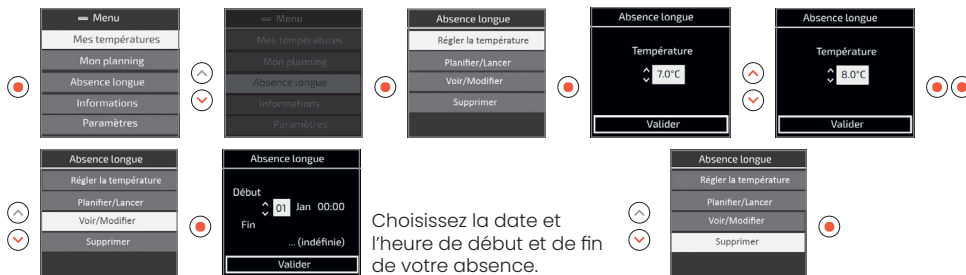 Menu
Mes températures
Mon planning
Absence longue
Informations
Paramètres
Menu
Mes températures
Mon planning
Absence longue
Informations
Paramètres
Absence longue
Régler la température
Planifier/Lancer
Voir/Modifier
Supprimer
Absence longue
Température
7.0°C
Valider
Absence longue
Température
8.0°C
Valider
Absence longue
Régler la température
Planifier/Lancer
Voir/Modifier
Supprimer
Absence longue
Début
01 Jan 00:00
Fin
... (indéfinie)
Valider
Choisissez la date et
l'heure de début et de fin
de votre absence.
Absence longue
Régler la température
Planifier/Lancer
Voir/Modifier
Supprimer